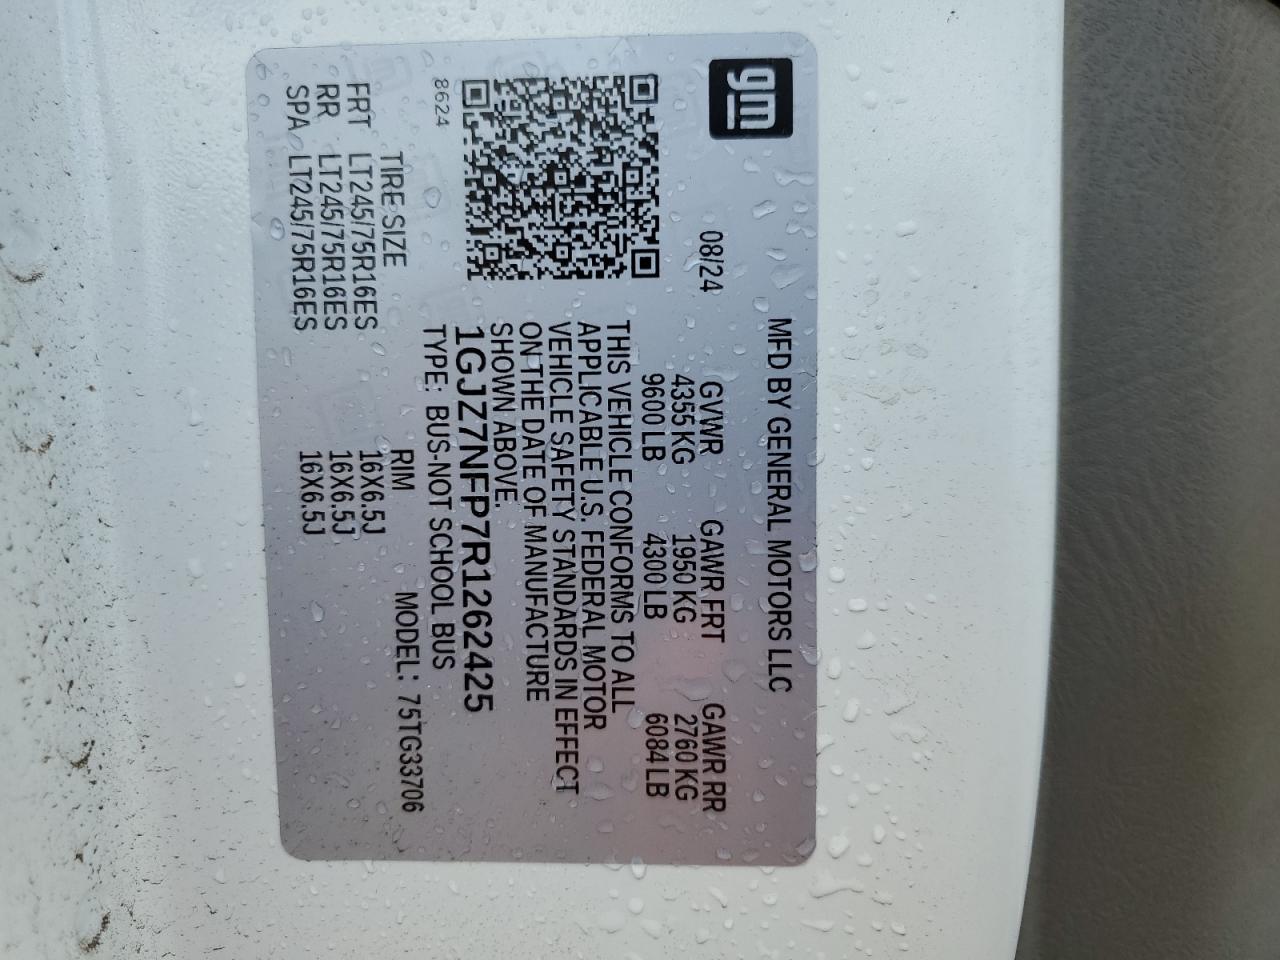 gm
MFD BY GENERAL MOTORS LLC
08/24 GVWR GAWR FRT GAWR RR
4355 KG 1950 KG 2760 KG
9600 LB 4300 LB 6084 LB
THIS VEHICLE CONFORMS TO ALL
APPLICABLE U.S. FEDERAL MOTOR
VEHICLE SAFETY STANDARDS IN EFFECT
ON THE DATE OF MANUFACTURE
SHOWN ABOVE.
1GJZ7NFP7R1262425
8624 TYPE: BUS-NOT SCHOOL BUS
TIRE SIZE RIM MODEL: 75TG33706
FRT LT245/75R16ES 16X6.5J
RR LT245/75R16ES 16X6.5J
SPA LT245/75R16ES 16X6.5J